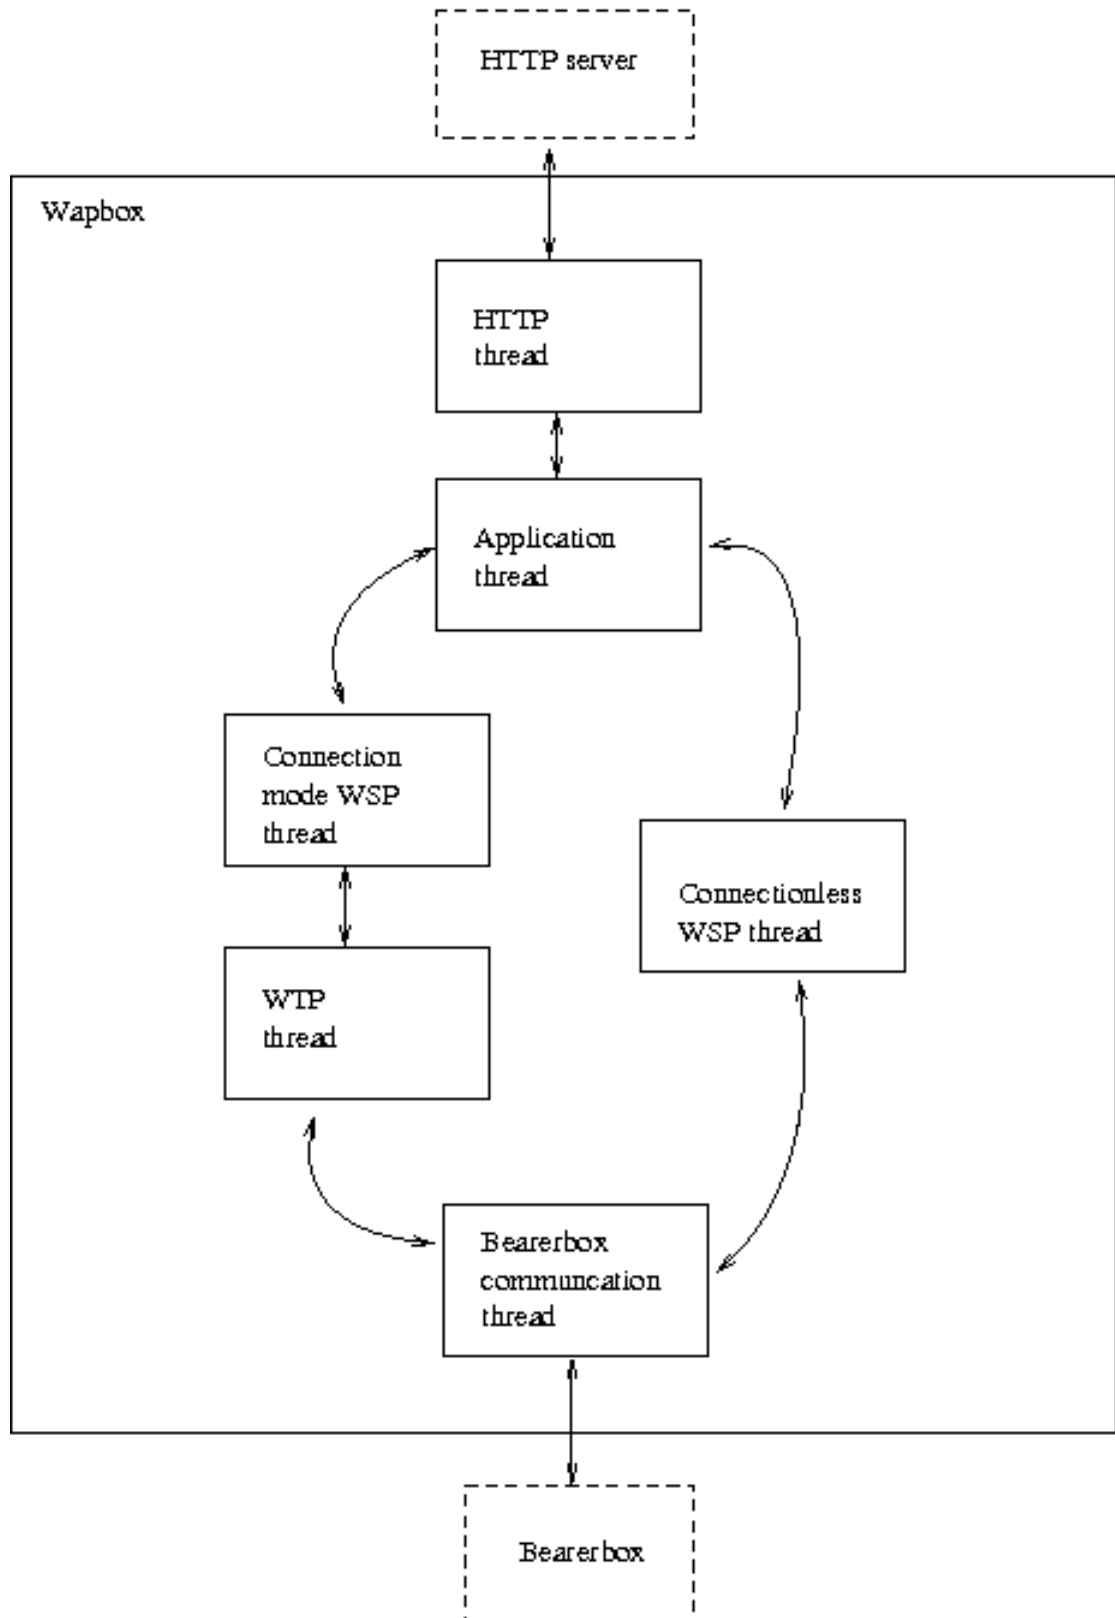 HTTP server
Wapbox
HTTP
thread
Application
thread
Connection
mode WSP
thread
Connectionless
WSP thread
WTP
thread
Bearerbox
communcation
thread
Bearerbox